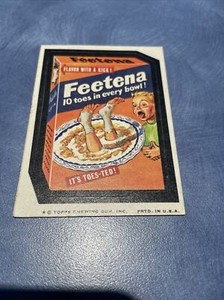 Feetena
FLAVOR WITH A KICK!
Feetena
10 toes in every bowl!
IT'S TOES-TED!
© TOPPS CHEWING GUM, INC. PRTD. IN U.S.A.